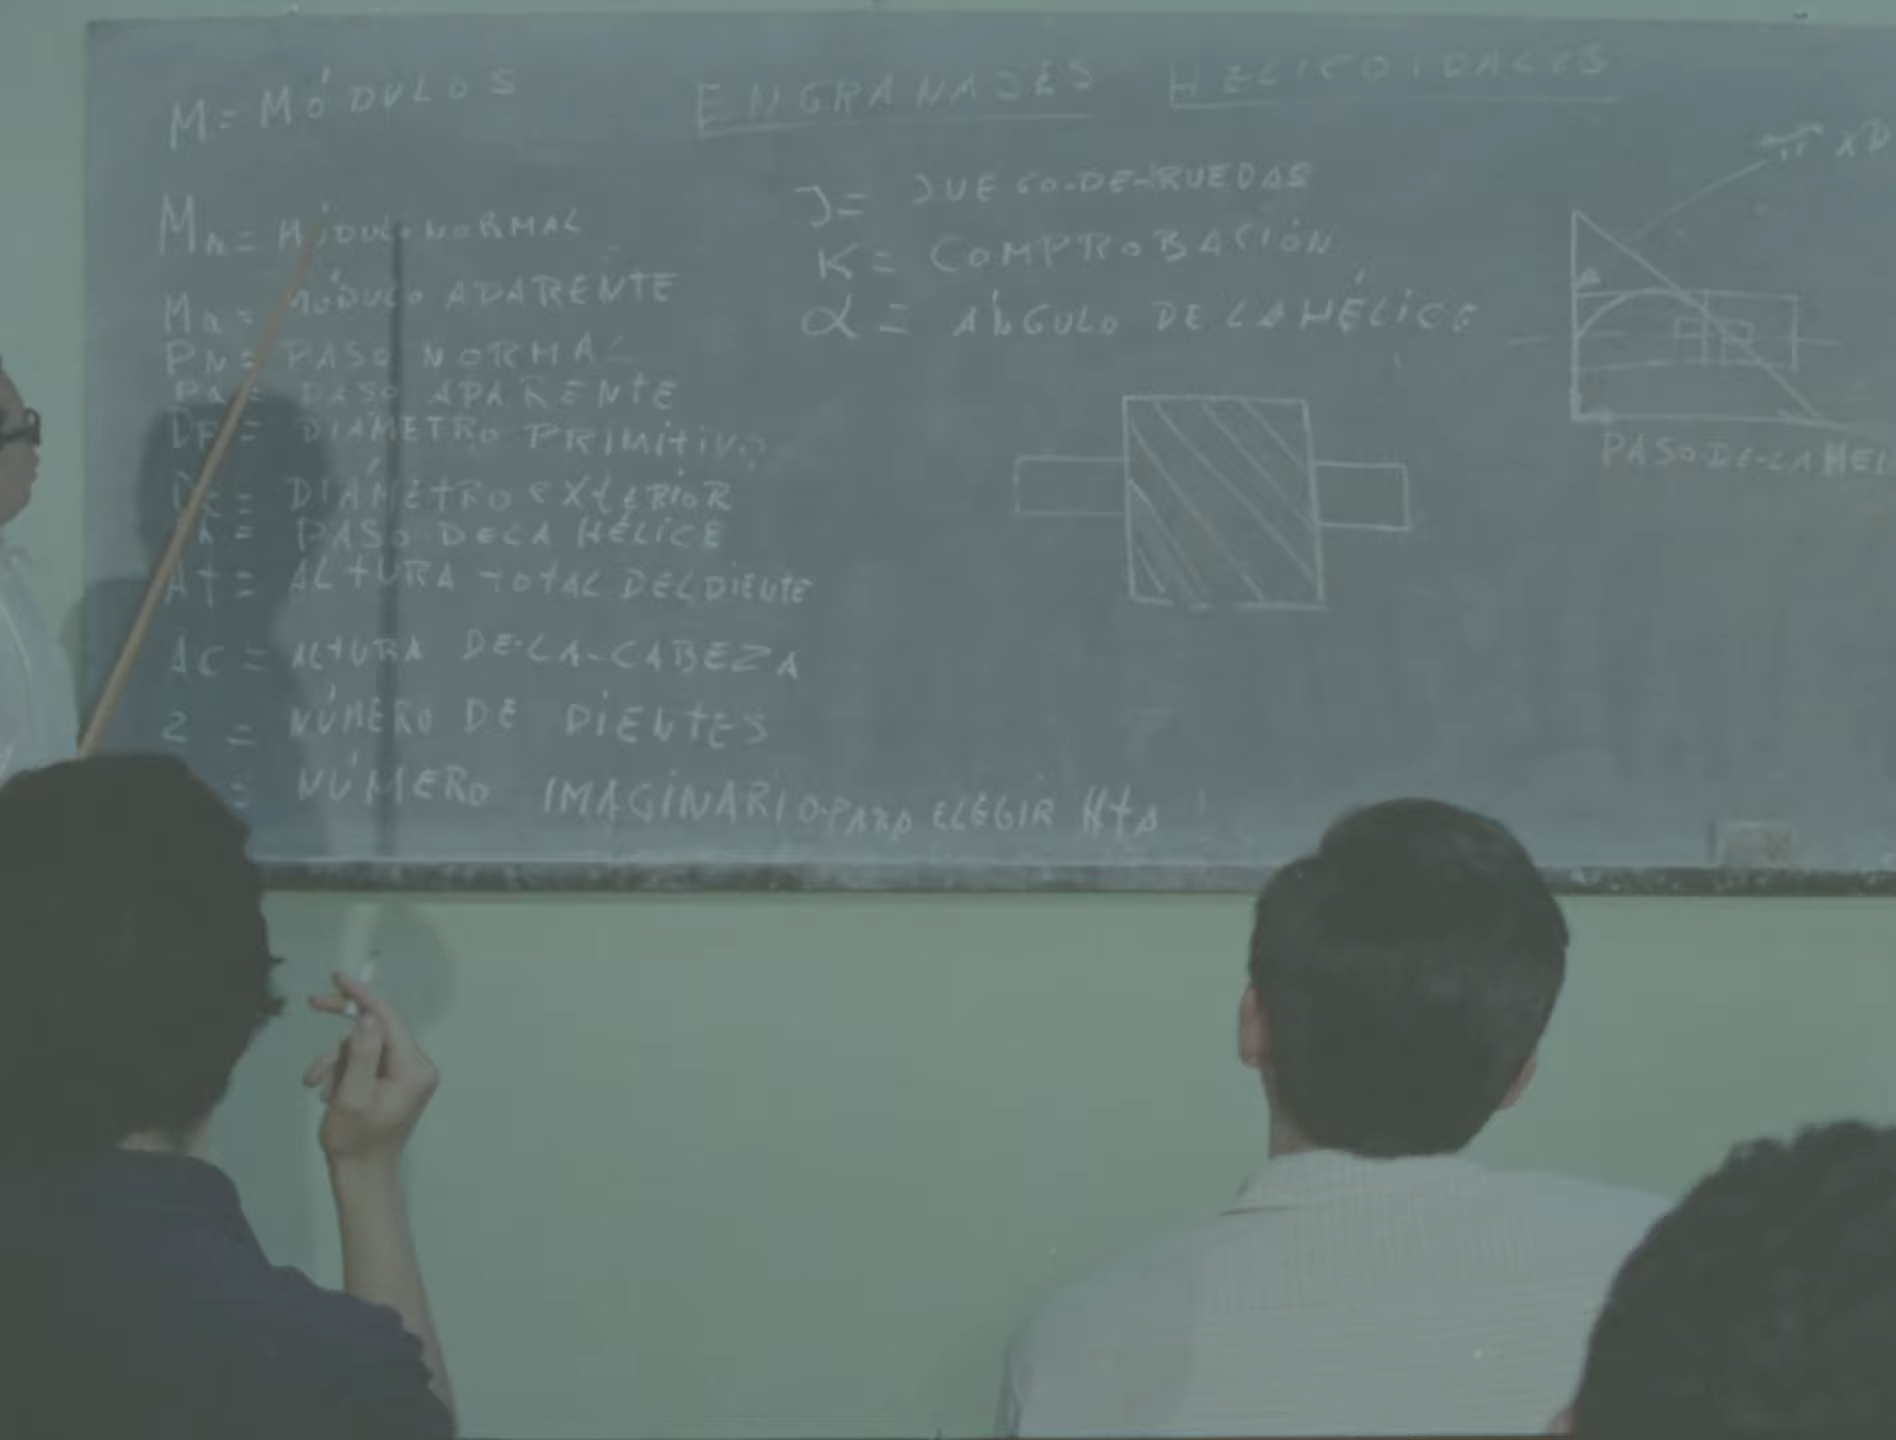 M = MÓDULOS
ENGRANAJES HELICOIDALES
Mn = MÓDULO NORMAL
Ma = MÓDULO APARENTE
PN = PASO NORMAL
Pa = PASO APARENTE
DP = DIÁMETRO PRIMITIVO
De = DIÁMETRO EXTERIOR
= PASO DE LA HÉLICE
At = ALTURA TOTAL DEL DIENTE
AC = ALTURA DE-LA-CABEZA
Z = NÚMERO DE DIENTES
= NÚMERO IMAGINARIO-PARA ELEGIR HtA
J = JUEGO-DE-RUEDAS
K = COMPROBACIÓN
α = ÁNGULO DE LA HÉLICE
π x D
PASO DE-LA HEL